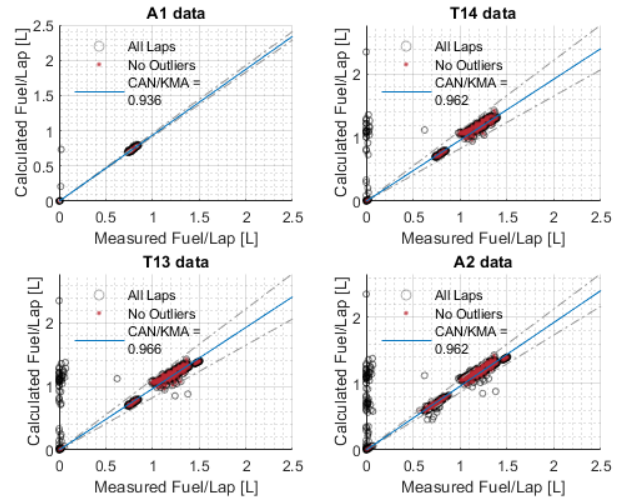 A1 data
Calculated Fuel/Lap [L]
2.5
2
1.5
1
0.5
0
All Laps
No Outliers
CAN/KMA =
0.936
0 0.5 1 1.5 2 2.5
Measured Fuel/Lap [L]
T14 data
Calculated Fuel/Lap [L]
2
1
0
All Laps
No Outliers
CAN/KMA =
0.962
0 0.5 1 1.5 2 2.5
Measured Fuel/Lap [L]
T13 data
Calculated Fuel/Lap [L]
2
1
0
All Laps
No Outliers
CAN/KMA =
0.966
0 0.5 1 1.5 2 2.5
Measured Fuel/Lap [L]
A2 data
Calculated Fuel/Lap [L]
2
1
0
All Laps
No Outliers
CAN/KMA =
0.962
0 0.5 1 1.5 2 2.5
Measured Fuel/Lap [L]